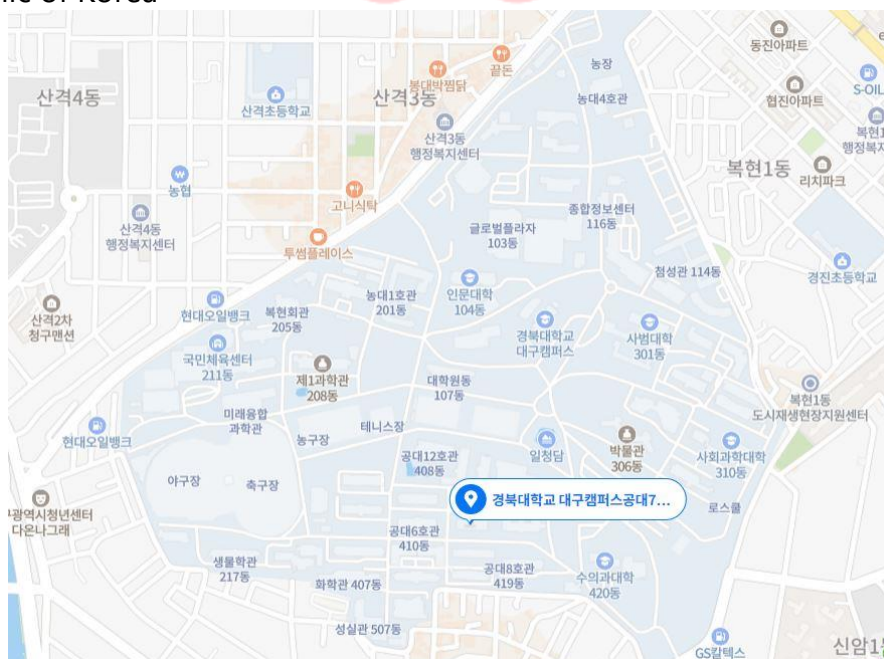 동진아파트
농장
끝돈
봉대박찜닭
S-OIL
산격4동
산격3동
농대4호관
협진아파트
산격초등학교
산격3동
행정복지센터
복현1
행정복지
복현1동
리치파크
농협
고니식탁
종합정보센터
116동
산격4동
행정복지센터
글로벌플라자
103동
투썸플레이스
첨성관 114동
경진초등학교
농대1호관
201동
인문대학
104동
현대오일뱅크
복현회관
205동
산격2차
청구맨션
경북대학교
대구캠퍼스
사범대학
301동
국민체육센터
211동
제1과학관
208동
대학원동
107동
복현1동
도시재생현장지원센터
미래융합
과학관
테니스장
농구장
현대오일뱅크
공대12호관
408동
일청담
박물관
306동
사회과학대학
310동
야구장
축구장
경북대학교 대구캠퍼스공대7...
로스쿨
광역시청년센터
다온나그래
공대6호관
410동
생물학관
217동
화학관 407동
공대8호관
419동
수의과대학
420동
성실관 507동
GS칼텍스
신암1